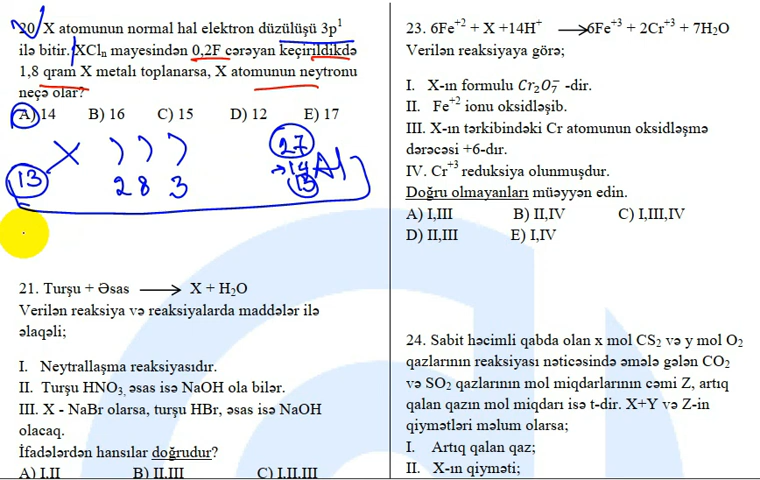 20. X atomunun normal hal elektron düzülüşü 3p¹
ilə bitir. XClₙ mayesindən 0,2F cərəyan keçirildikdə
1,8 qram X metalı toplanarsa, X atomunun neytronu
neçə olar?
A) 14 B) 16 C) 15 D) 12 E) 17
13 X ) ) ) 27
2 8 3 14 Al
13
21. Turşu + Əsas ⟶ X + H₂O
Verilən reaksiya və reaksiyalarda maddələr ilə
əlaqəli;
I. Neytrallaşma reaksiyasıdır.
II. Turşu HNO₃, əsas isə NaOH ola bilər.
III. X - NaBr olarsa, turşu HBr, əsas isə NaOH
olacaq.
İfadələrdən hansılar doğrudur?
A) I,II B) II,III C) I,II,III
23. 6Fe⁺² + X +14H⁺ ⟶6Fe⁺³ + 2Cr⁺³ + 7H₂O
Verilən reaksiyaya görə;
I. X-ın formulu Cr₂O₇⁻ -dir.
II. Fe⁺² ionu oksidləşib.
III. X-ın tərkibindəki Cr atomunun oksidləşmə
dərəcəsi +6-dır.
IV. Cr⁺³ reduksiya olunmuşdur.
Doğru olmayanları müəyyən edin.
A) I,III B) II,IV C) I,III,IV
D) II,III E) I,IV
24. Sabit həcimli qabda olan x mol CS₂ və y mol O₂
qazlarının reaksiyası nəticəsində əmələ gələn CO₂
və SO₂ qazlarının mol miqdarlarının cəmi Z, artıq
qalan qazın mol miqdarı isə t-dir. X+Y və Z-in
qiymətləri məlum olarsa;
I. Artıq qalan qaz;
II. X-ın qiyməti;